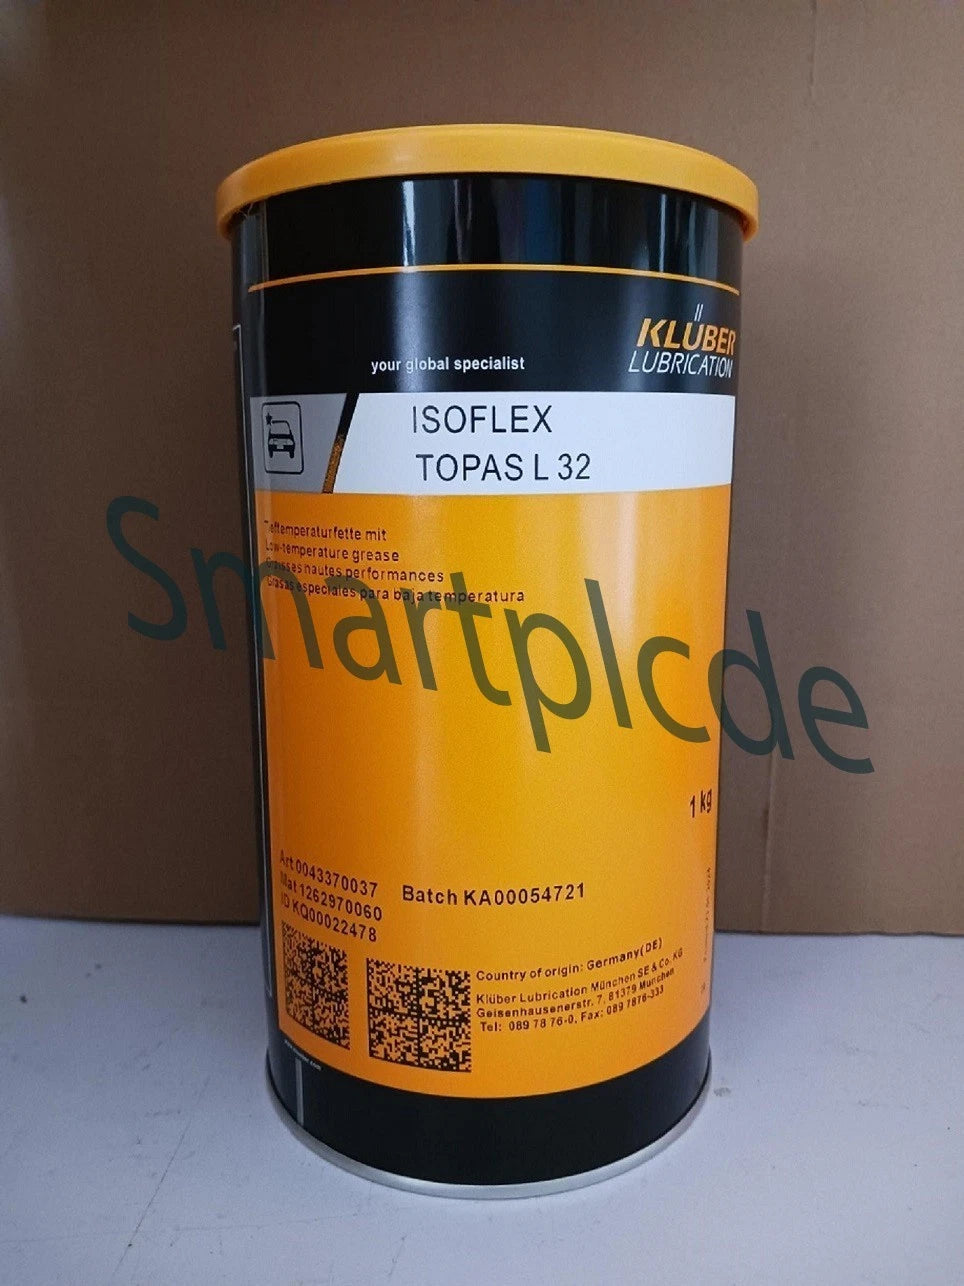 KLÜBER
LUBRICATION
your global specialist
ISOFLEX
TOPAS L 32
Tieftemperaturfette mit
Low-temperature grease
Graisses hautes performances
Grasas especiales para baja temperatura
Smartplcde
1 kg
Art 0043370037
Mat 1262970060
ID KQ00022478
Batch KA00054721
Country of origin: Germany(DE)
Klüber Lubrication München SE & Co. KG
Geisenhausenerstr. 7, 81379 München
Tel: 089 78 76-0, Fax: 089 7876-333